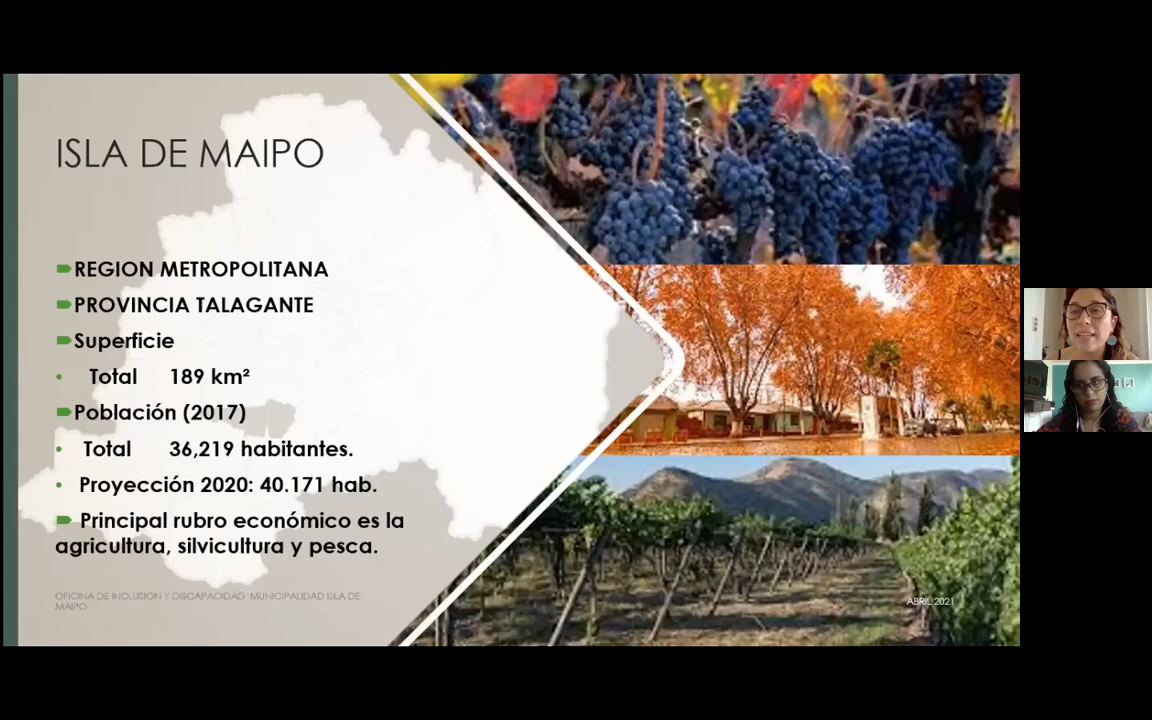 ISLA DE MAIPO
REGION METROPOLITANA
PROVINCIA TALAGANTE
Superficie
Total 189 km²
Población (2017)
Total 36,219 habitantes.
Proyección 2020: 40.171 hab.
Principal rubro económico es la
agricultura, silvicultura y pesca.
OFICINA DE INCLUSION Y DISCAPACIDAD MUNICIPALIDAD ISLA DE
MAIPO
ABRIL 2021